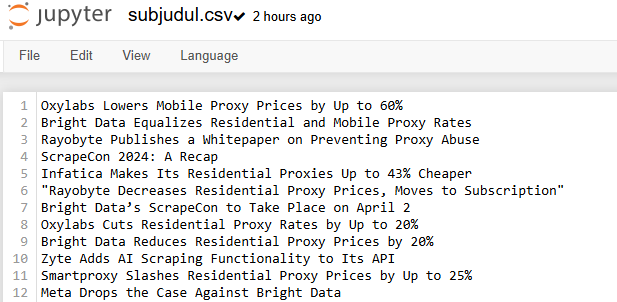 jupyter subjudul.csv✔ 2 hours ago
File Edit View Language
1 Oxylabs Lowers Mobile Proxy Prices by Up to 60%
2 Bright Data Equalizes Residential and Mobile Proxy Rates
3 Rayobyte Publishes a Whitepaper on Preventing Proxy Abuse
4 ScrapeCon 2024: A Recap
5 Infatica Makes Its Residential Proxies Up to 43% Cheaper
6 "Rayobyte Decreases Residential Proxy Prices, Moves to Subscription"
7 Bright Data’s ScrapeCon to Take Place on April 2
8 Oxylabs Cuts Residential Proxy Rates by Up to 20%
9 Bright Data Reduces Residential Proxy Prices by 20%
10 Zyte Adds AI Scraping Functionality to Its API
11 Smartproxy Slashes Residential Proxy Prices by Up to 25%
12 Meta Drops the Case Against Bright Data